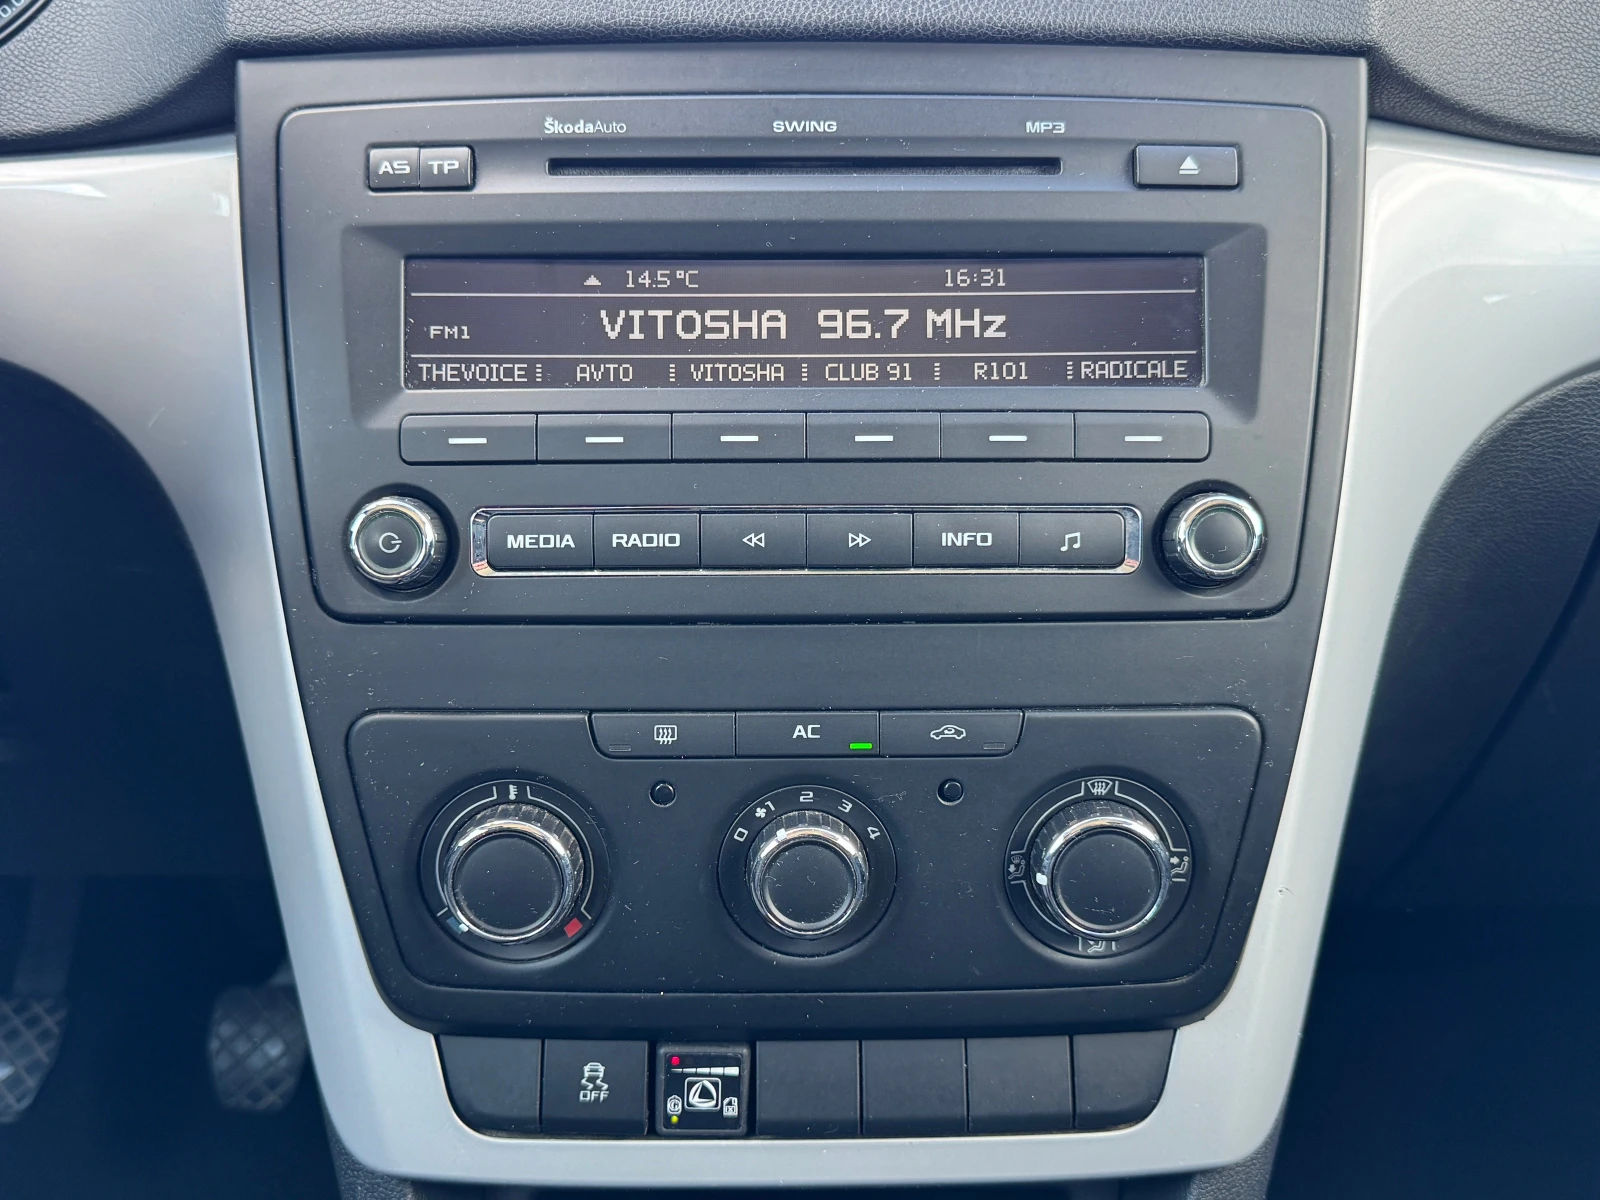 ŠkodaAuto SWING MP3
AS TP
14.5°C 16:31
FM1 VITOSHA 96.7 MHz
THEVOICE AVTO VITOSHA CLUB 91 R101 RADICALE
MEDIA RADIO INFO
AC
0 1 2 3 4
OFF
G